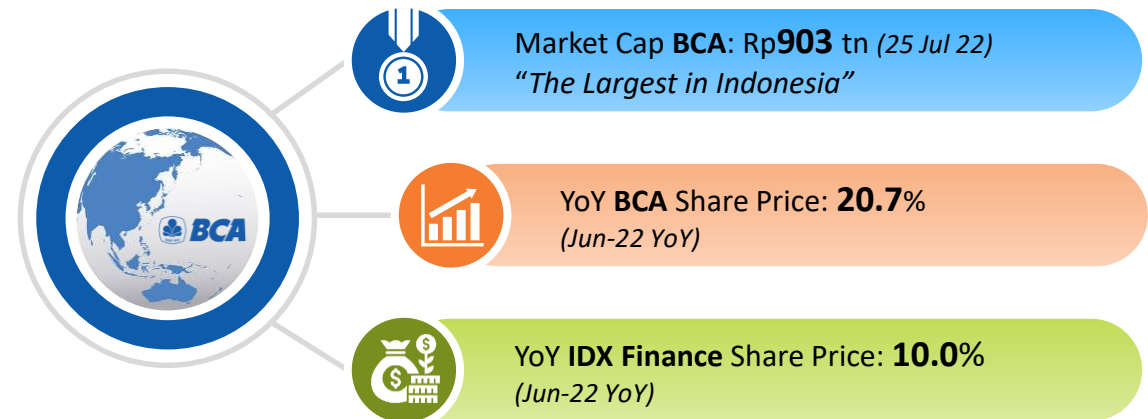 Market Cap BCA: Rp903 tn (25 Jul 22)
1
“The Largest in Indonesia”
BCA
YoY BCA Share Price: 20.7%
(Jun-22 YoY)
YoY IDX Finance Share Price: 10.0%
(Jun-22 YoY)
$
$